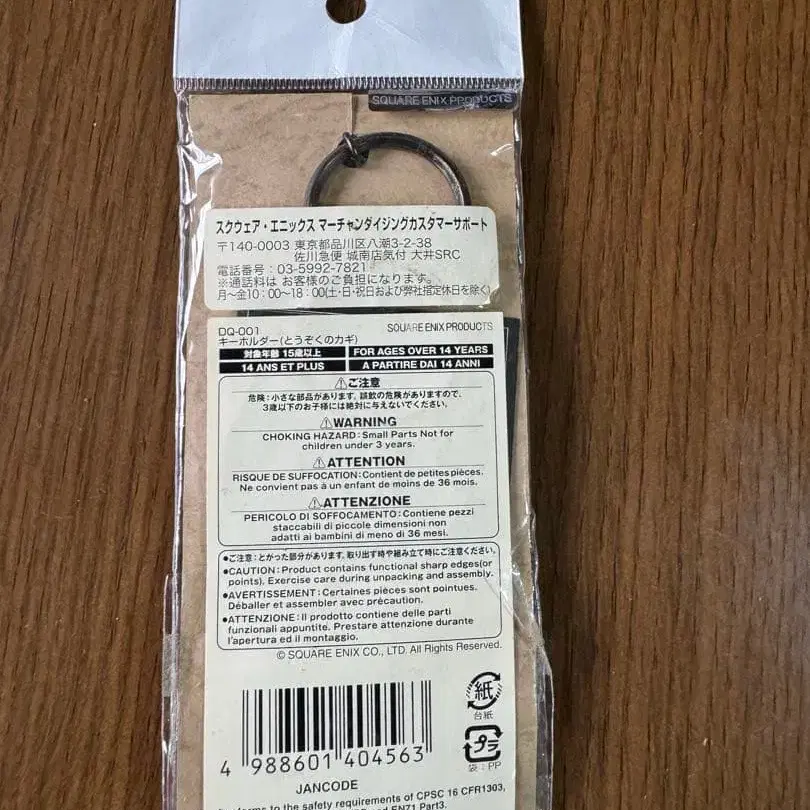 SQUARE ENIX PRODUCTS
スクウェア・エニックス マーチャンダイジングカスタマーサポート
〒140-0003 東京都品川区八潮3-2-38
佐川急便 城南店気付 大井SRC
電話番号:03-5992-7821
※通話料は お客様のご負担になります。
月~金10:00~18:00(土・日・祝日および弊社指定休日を除く)
DQ-001 SQUARE ENIX PRODUCTS
キーホルダー(とうぞくのカギ)
対象年齢 15歳以上 FOR AGES OVER 14 YEARS
14 ANS ET PLUS A PARTIRE DAI 14 ANNI
⚠ご注意
危険:小さな部品があります。誤飲の危険がありますので、
3歳以下のお子様には絶対に与えないでください。
⚠WARNING
CHOKING HAZARD:Small Parts Not for
children under 3 years.
⚠ATTENTION
RISQUE DE SUFFOCATION:Contient de petites pièces.
Ne convient pas à un enfant de moins de 36 mois.
⚠ATTENZIONE
PERICOLO DI SOFFOCAMENTO:Contiene pezzi
staccabili di piccole dimensioni non
adatti ai bambini di meno di 36 mesi.
●ご注意:とがった部分があります。取り出す時や組み立て時にご注意ください。
●CAUTION: Product contains functional sharp edges(or
points). Exercise care during unpacking and assembly.
●AVERTISSEMENT: Certaines pièces sont pointues.
Déballer et assembler avec précaution.
●ATTENZIONE: Il prodotto contiene delle parti
funzionali appuntite. Prestare attenzione durante
l'apertura ed il montaggio.
© SQUARE ENIX CO., LTD. All Rights Reserved.
紙
台紙
プラ
袋:PP
4 988601 404563
JANCODE
to the safety requirements of CPSC 16 CFR1303,
and EN71 Part3.